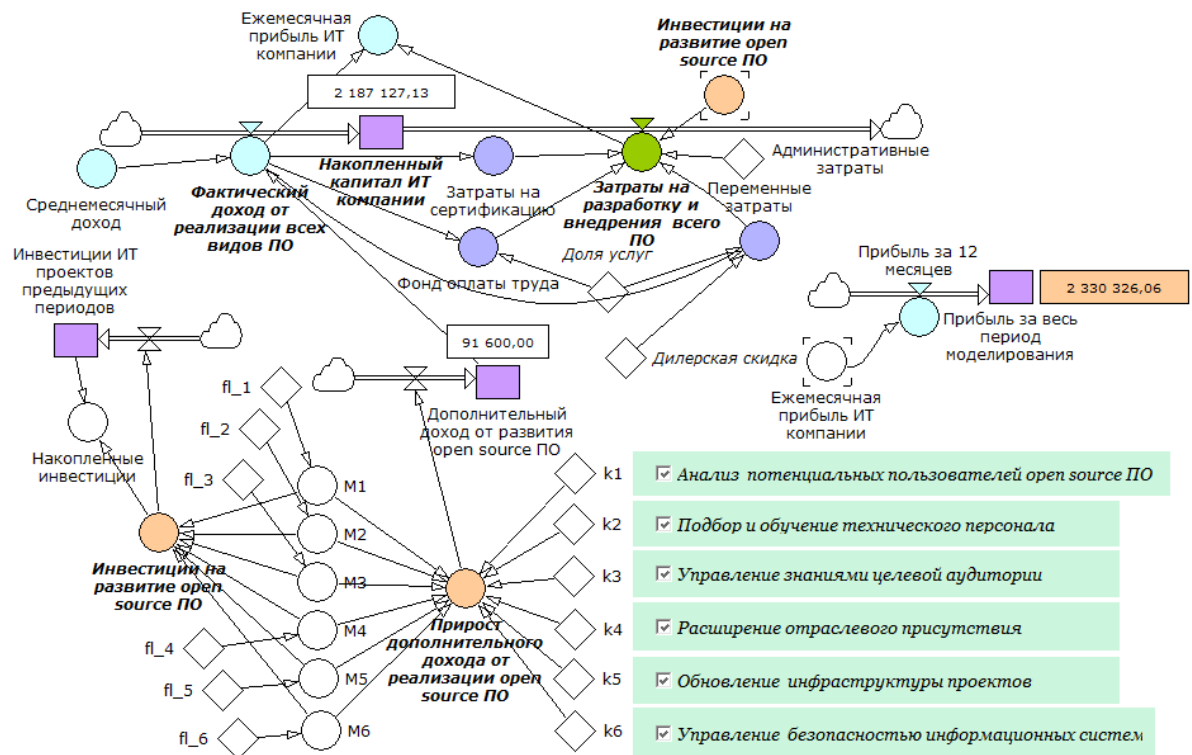 Ежемесячная
прибыль ИТ
компании
Инвестиции на
развитие open
source ПО
2 187 127,13
Среднемесячный
доход
Фактический
доход от
реализации всех
видов ПО
Накопленный
капитал ИТ
компании
Затраты на
сертификацию
Затраты на
разработку и
внедрения всего
ПО
Переменные
затраты
Административные
затраты
Инвестиции ИТ
проектов
предыдущих
периодов
Фонд оплаты труда
Доля услуг
Прибыль за 12
месяцев
2 330 326,06
Прибыль за весь
период
моделирования
91 600,00
Дилерская скидка
Ежемесячная
прибыль ИТ
компании
Дополнительный
доход от развития
open source ПО
Накопленные
инвестиции
fl_1
fl_2
fl_3
fl_4
fl_5
fl_6
M1
M2
M3
M4
M5
M6
Инвестиции на
развитие open
source ПО
Прирост
дополнительного
дохода от
реализации open
source ПО
k1
Анализ потенциальных пользователей open source ПО
k2
Подбор и обучение технического персонала
k3
Управление знаниями целевой аудитории
k4
Расширение отраслевого присутствия
k5
Обновление инфраструктуры проектов
k6
Управление безопасностью информационных систем